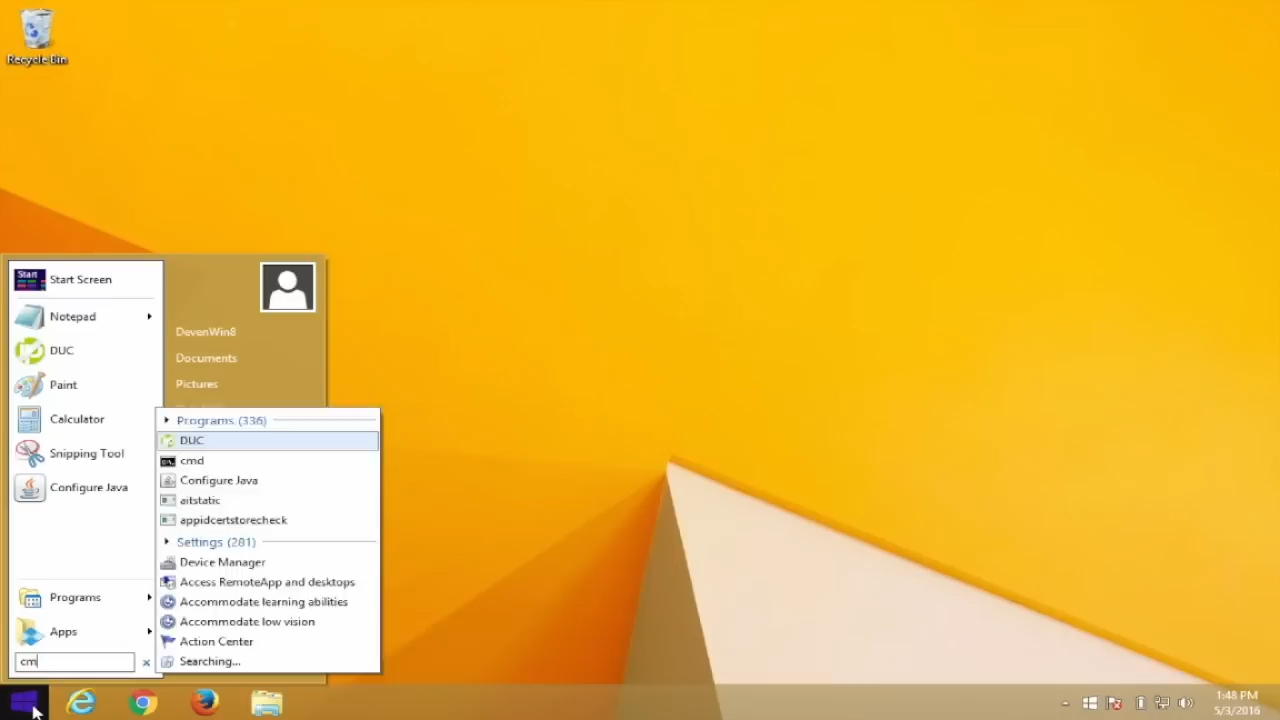 Recycle Bin
Start Screen
Notepad
DUC
Paint
Calculator
Snipping Tool
Configure Java
Programs
Apps
cm
DevenWin8
Documents
Pictures
Programs (336)
DUC
cmd
Configure Java
aitstatic
appidcertstorecheck
Settings (281)
Device Manager
Access RemoteApp and desktops
Accommodate learning abilities
Accommodate low vision
Action Center
Searching...
1:48 PM
5/3/2016